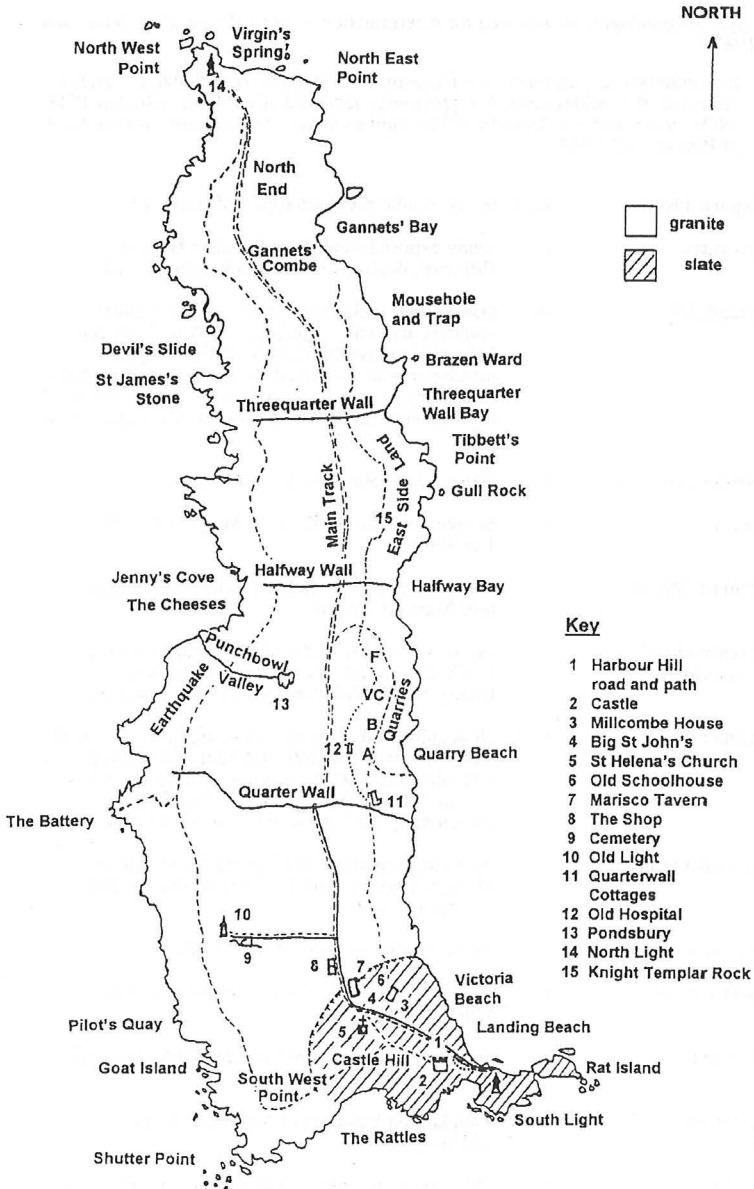 NORTH
North West
Point
Virgin's
Spring
North East
Point
14
North
End
Gannets' Bay
granite
slate
Gannets'
Combe
Mousehole
and Trap
Devil's Slide
Brazen Ward
St James's
Stone
Threequarter Wall
Threequarter
Wall Bay
Tibbett's
Point
East Side Land
Main Track
Gull Rock
15
Jenny's Cove
Halfway Wall
Halfway Bay
The Cheeses
Punchbowl
Valley
Earthquake
13
F
VC
B
A
Quarries
12
Quarry Beach
Quarter Wall
11
The Battery
10
9
8
7
6
4
3
Victoria
Beach
Pilot's Quay
5
1
Landing Beach
Goat Island
Castle Hill
2
Rat Island
South West
Point
South Light
The Rattles
Shutter Point
Key
1 Harbour Hill
road and path
2 Castle
3 Millcombe House
4 Big St John's
5 St Helena's Church
6 Old Schoolhouse
7 Marisco Tavern
8 The Shop
9 Cemetery
10 Old Light
11 Quarterwall
Cottages
12 Old Hospital
13 Pondsbury
14 North Light
15 Knight Templar Rock